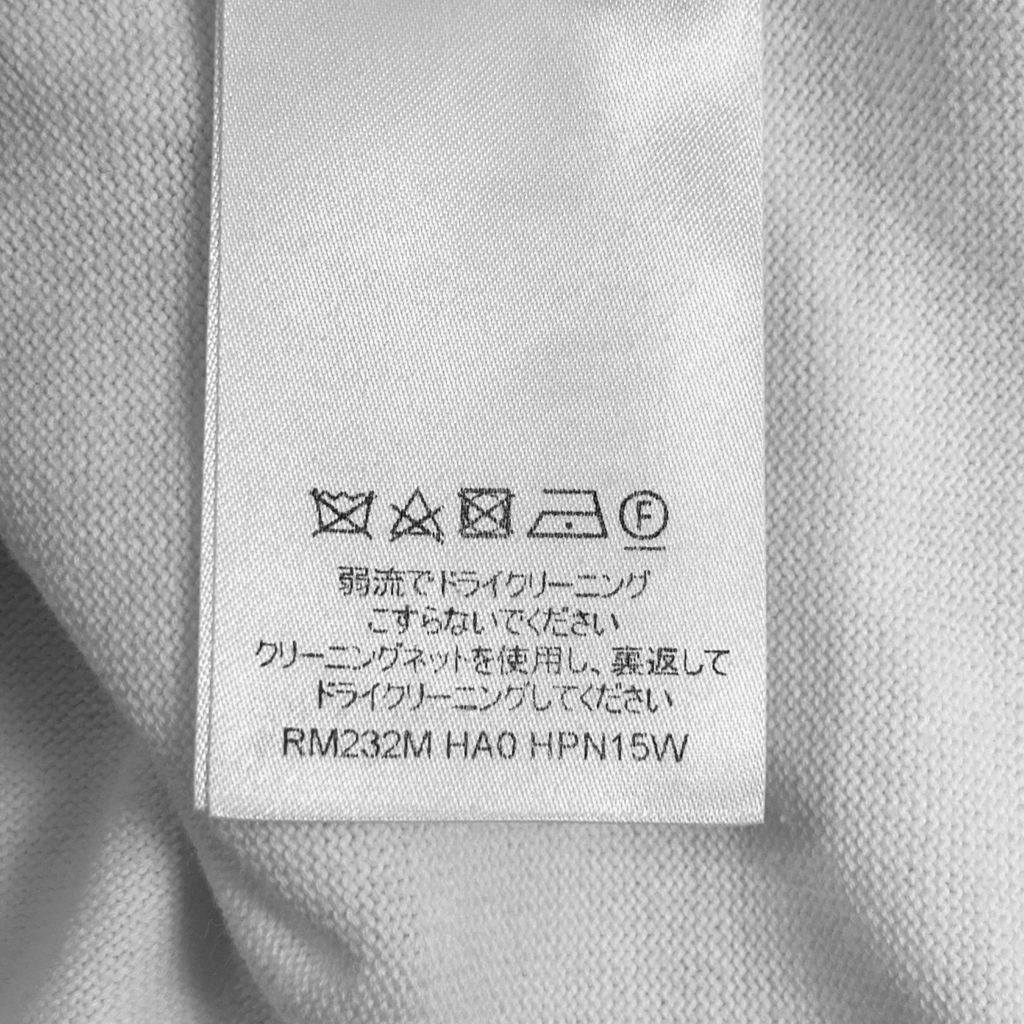 F
弱流でドライクリーニング
こすらないでください
クリーニングネットを使用し、裏返して
ドライクリーニングしてください
RM232M HA0 HPN15W